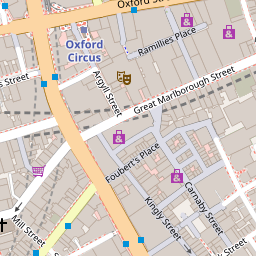 Oxford St
Ramillies Place
Oxford
Circus
s Street
Argyll Street
Great Marlborough Street
Foubert's Place
Carnaby Street
Kingly Street
Mill Street
k Street